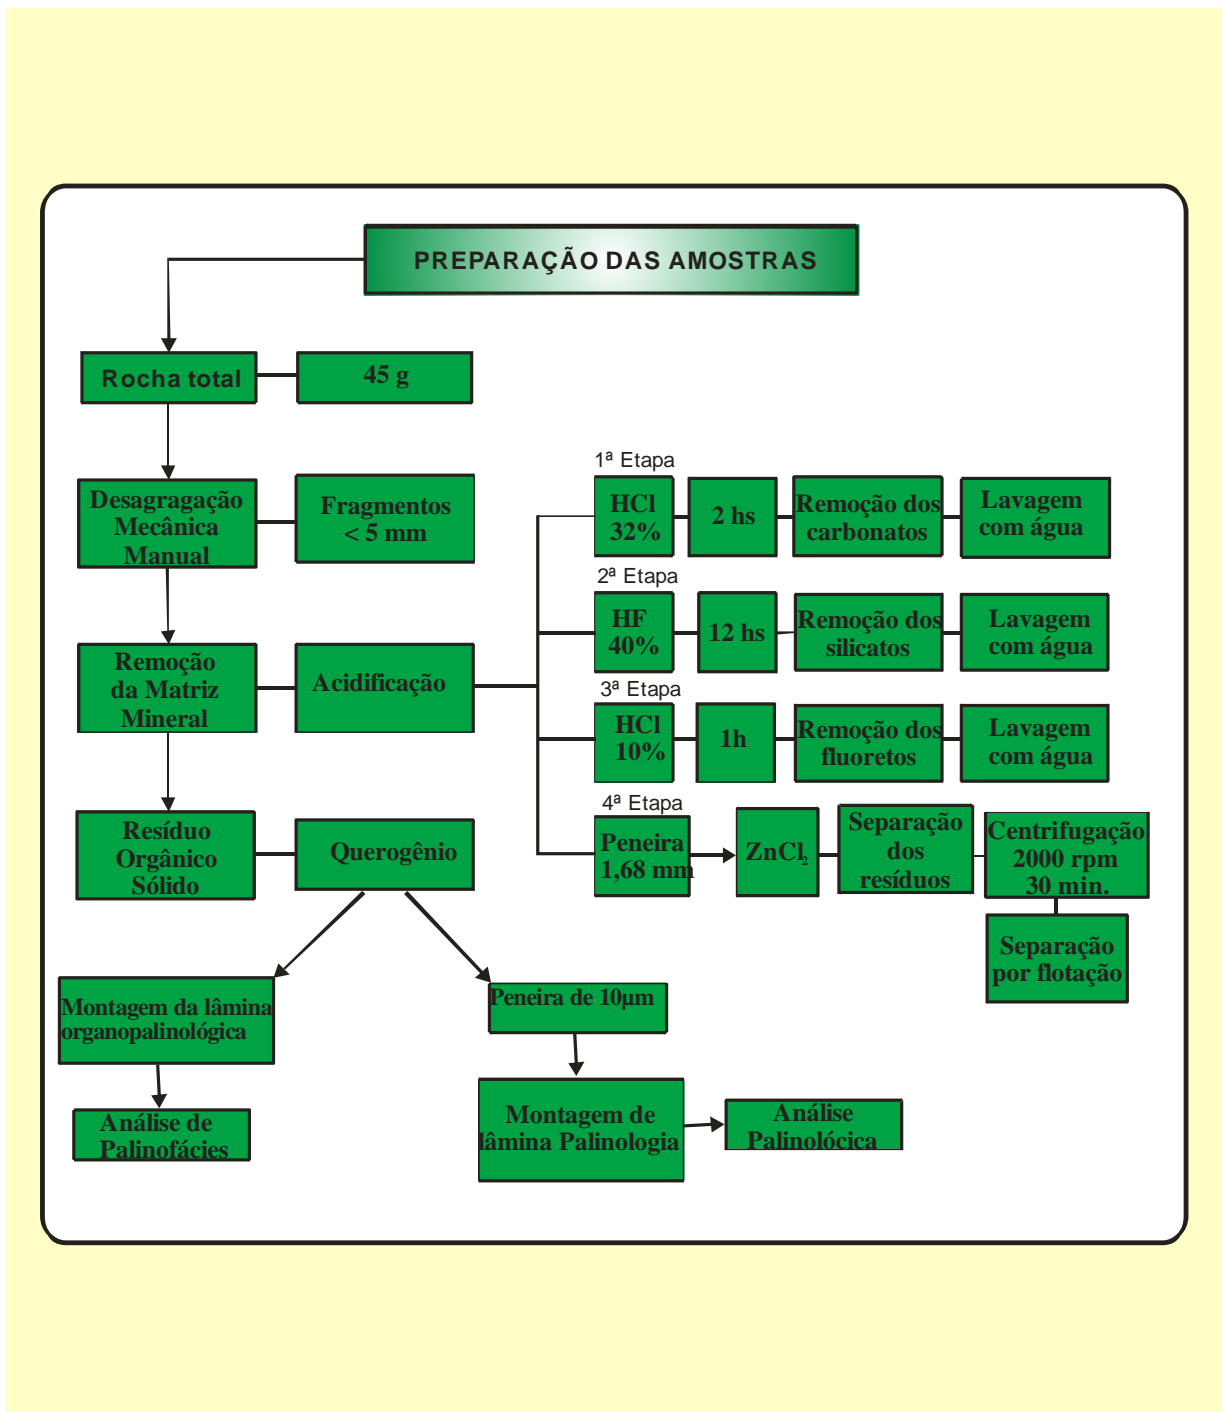 PREPARAÇÃO DAS AMOSTRAS
Rocha total
45 g
Desagragação
Mecânica
Manual
Fragmentos
< 5 mm
Remoção
da Matriz
Mineral
Acidificação
1ª Etapa
HCl
32%
2 hs
Remoção dos
carbonatos
Lavagem
com água
2ª Etapa
HF
40%
12 hs
Remoção dos
silicatos
Lavagem
com água
3ª Etapa
HCl
10%
1h
Remoção dos
fluoretos
Lavagem
com água
4ª Etapa
Peneira
1,68 mm
ZnCl₂
Separação
dos
resíduos
Centrifugação
2000 rpm
30 min.
Separação
por flotação
Resíduo
Orgânico
Sólido
Querogênio
Montagem da lâmina
organopalinológica
Análise de
Palinofácies
Peneira de 10µm
Montagem de
lâmina Palinologia
Análise
Palinolócica